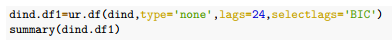 dind.df1=ur.df(dind,type='none',lags=24,selectlags='BIC')
summary(dind.df1)